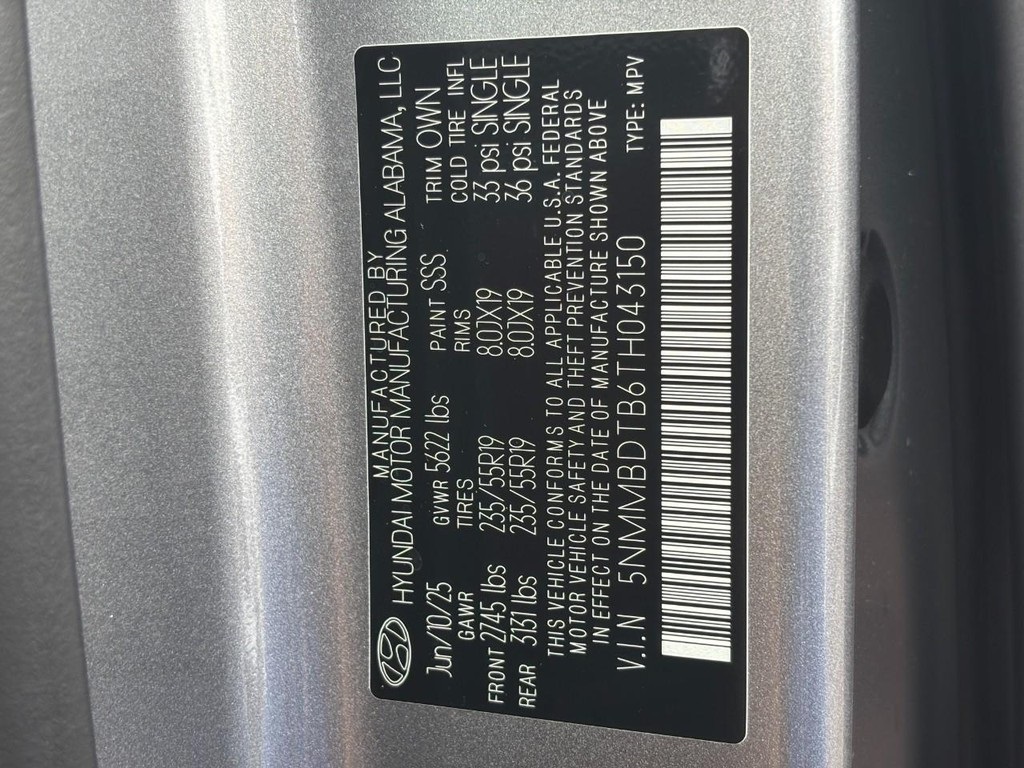 MANUFACTURED BY
HYUNDAI MOTOR MANUFACTURING ALABAMA, LLC
Jun/10/25 GVWR 5622 lbs PAINT SSS TRIM OWN
GAWR TIRES RIMS COLD TIRE INFL
FRONT 2745 lbs 235/55R19 8.0JX19 33 psi SINGLE
REAR 3131 lbs 235/55R19 8.0JX19 36 psi SINGLE
THIS VEHICLE CONFORMS TO ALL APPLICABLE U.S.A. FEDERAL
MOTOR VEHICLE SAFETY AND THEFT PREVENTION STANDARDS
IN EFFECT ON THE DATE OF MANUFACTURE SHOWN ABOVE
V.I.N 5NMMBDTB6TH043150 TYPE: MPV